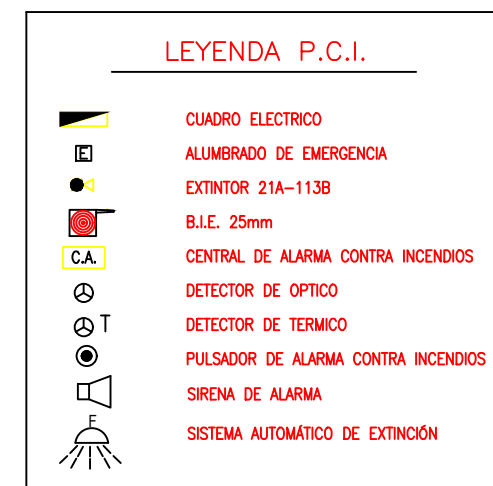 LEYENDA P.C.I.
CUADRO ELECTRICO
E ALUMBRADO DE EMERGENCIA
EXTINTOR 21A-113B
B.I.E. 25mm
C.A. CENTRAL DE ALARMA CONTRA INCENDIOS
DETECTOR DE OPTICO
T DETECTOR DE TERMICO
PULSADOR DE ALARMA CONTRA INCENDIOS
SIRENA DE ALARMA
F SISTEMA AUTOMÁTICO DE EXTINCIÓN